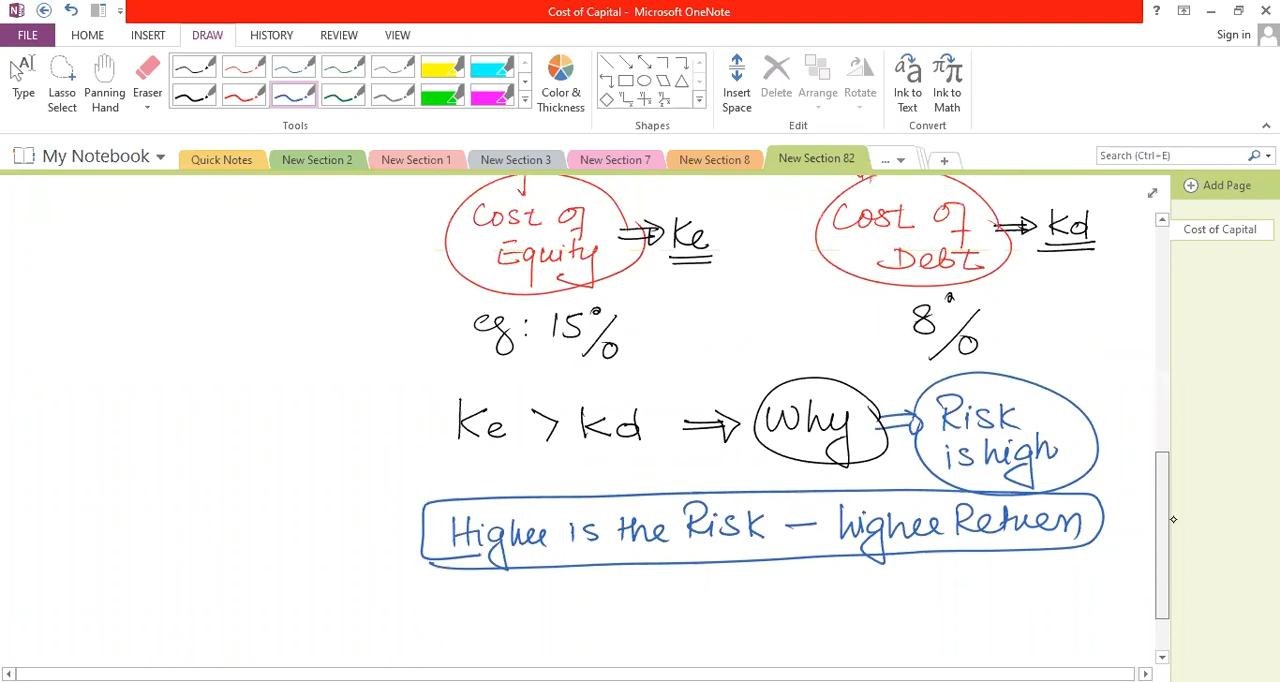 Cost of Capital - Microsoft OneNote
?
Sign in
FILE HOME INSERT DRAW HISTORY REVIEW VIEW
Type
Lasso Select
Panning Hand
Eraser
Color & Thickness
Insert Space
Delete
Arrange
Rotate
Ink to Text
Ink to Math
Tools
Shapes
Edit
Convert
My Notebook
Quick Notes
New Section 2
New Section 1
New Section 3
New Section 7
New Section 8
New Section 82
...
Search (Ctrl+E)
Add Page
Cost of Capital
Cost of
Equity
⇒ Ke
Cost of
Debt
⇒ Kd
eg: 15%
8%
Ke > Kd ⇒ Why ⇒ Risk
is high
Higher is the Risk - higher Return